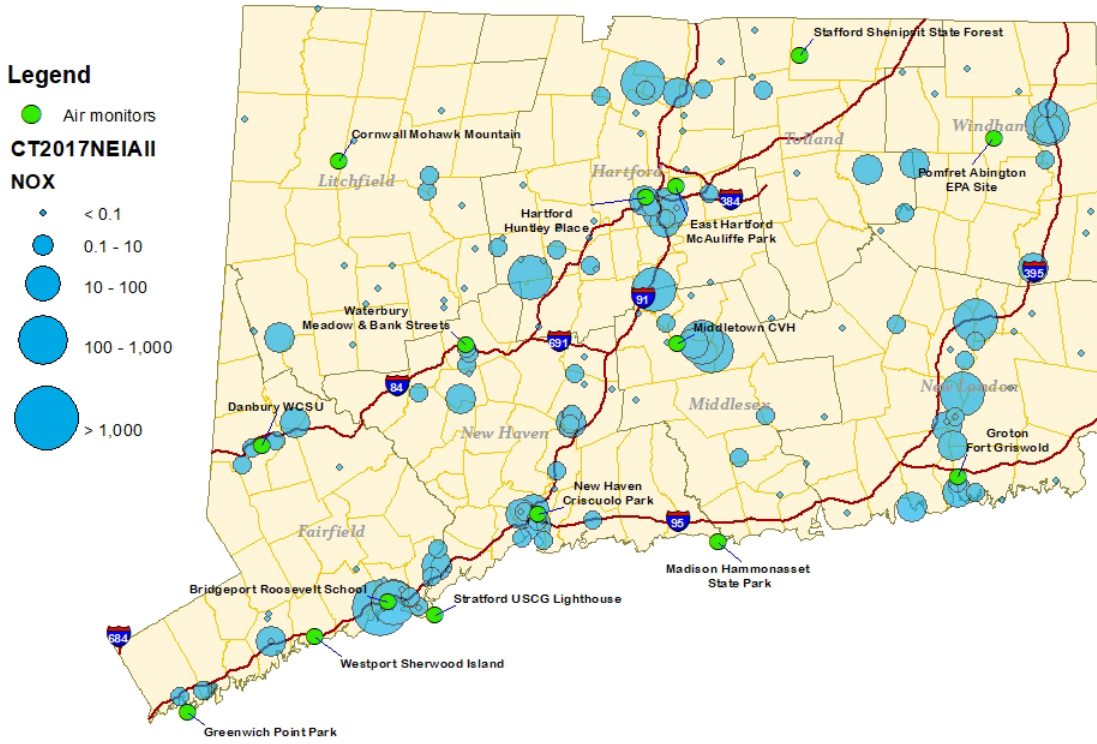 Legend
Air monitors
CT2017NEIAII
NOX
< 0.1
0.1 - 10
10 - 100
100 - 1,000
> 1,000
Stafford Shenipsit State Forest
Cornwall Mohawk Mountain
Litchfield
Hartford
Tolland
Windham
Pomfret Abington
EPA Site
Hartford
Huntley Place
384
East Hartford
McAuliffe Park
395
91
Waterbury
Meadow & Bank Streets
691
Middletown CVH
84
Danbury WCSU
New Haven
Middlesex
New London
Groton
Fort Griswold
New Haven
Criscuolo Park
95
Fairfield
Madison Hammonasset
State Park
Bridgeport Roosevelt School
Stratford USCG Lighthouse
684
Westport Sherwood Island
Greenwich Point Park